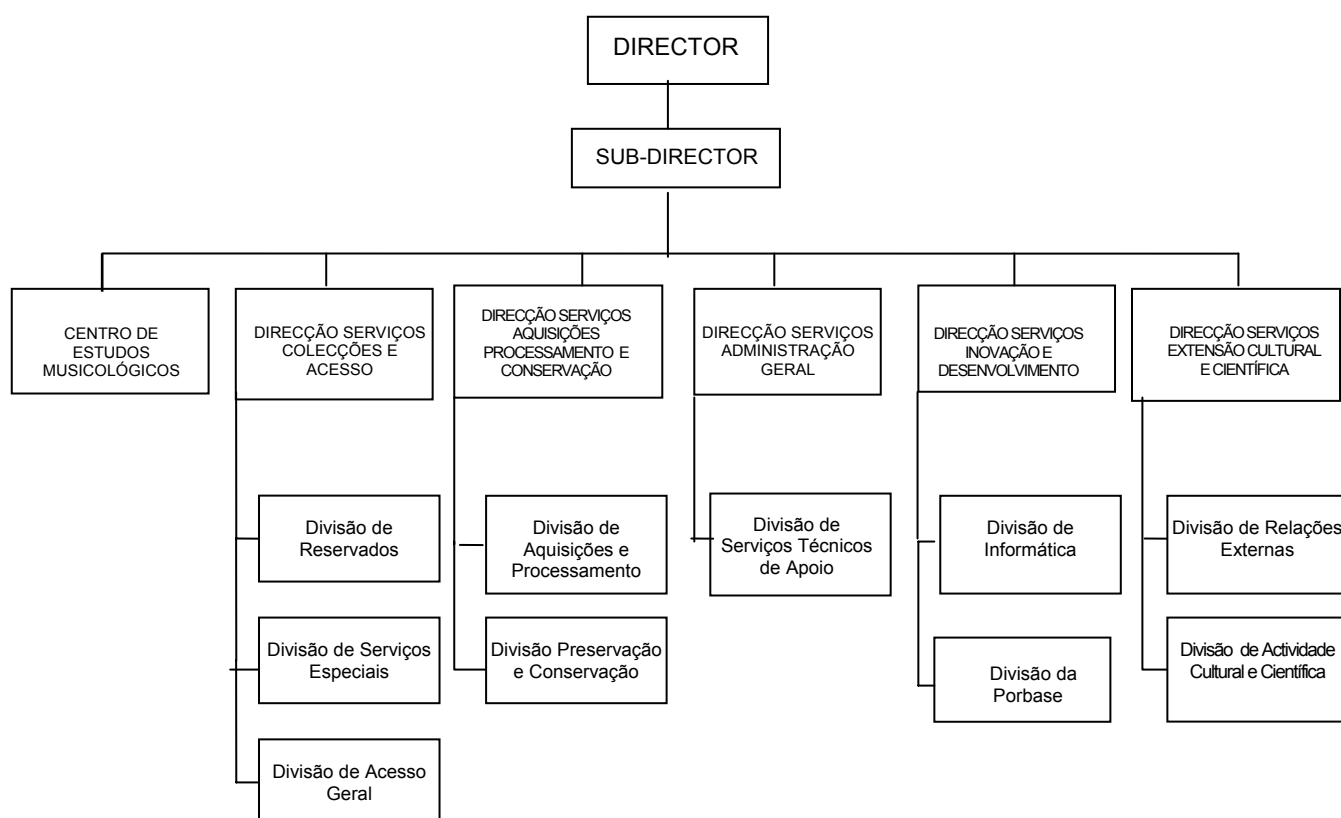 DIRECTOR
SUB-DIRECTOR
CENTRO DE
ESTUDOS
MUSICOLÓGICOS
DIRECÇÃO SERVIÇOS
COLECÇÕES E
ACESSO
DIRECÇÃO SERVIÇOS
AQUISIÇÕES
PROCESSAMENTO E
CONSERVAÇÃO
DIRECÇÃO SERVIÇOS
ADMINISTRAÇÃO
GERAL
DIRECÇÃO SERVIÇOS
INOVAÇÃO E
DESENVOLVIMENTO
DIRECÇÃO SERVIÇOS
EXTENSÃO CULTURAL
E CIENTÍFICA
Divisão de
Reservados
Divisão de
Aquisições e
Processamento
Divisão de
Serviços Técnicos
de Apoio
Divisão de
Informática
Divisão de Relações
Externas
Divisão de Serviços
Especiais
Divisão Preservação
e Conservação
Divisão da
Porbase
Divisão de Actividade
Cultural e Científica
Divisão de Acesso
Geral